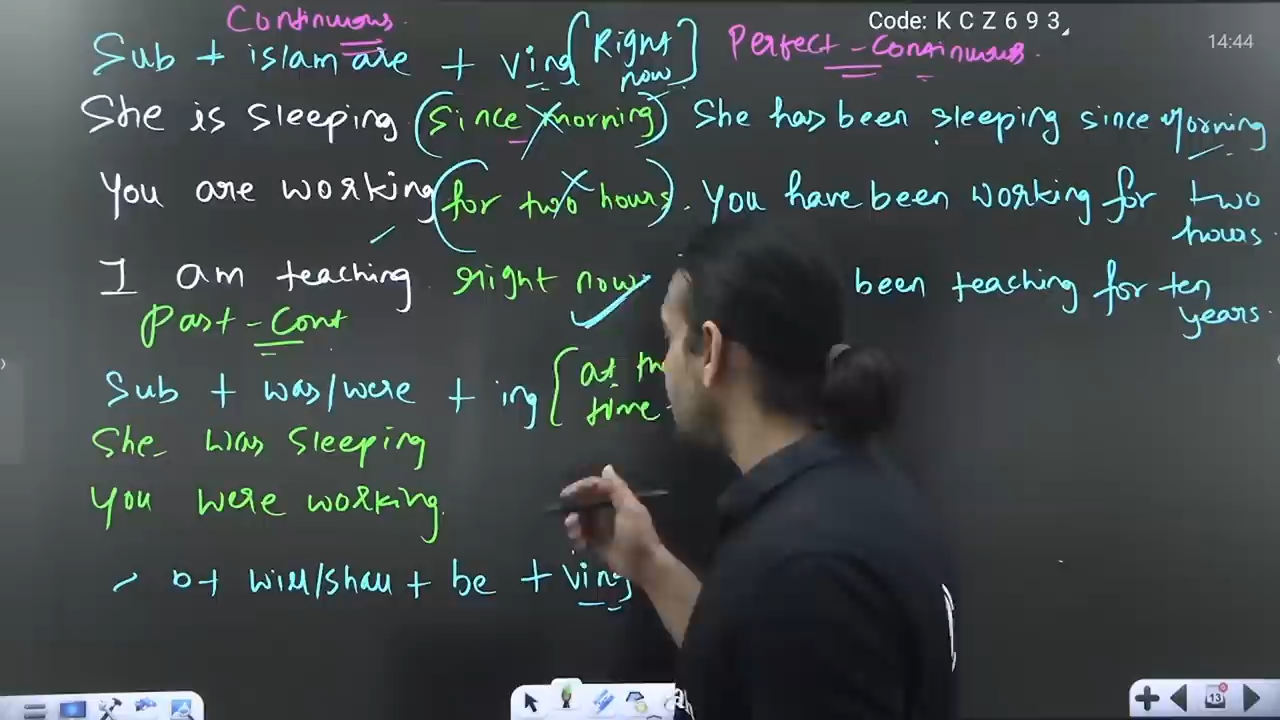 Code: K C Z 6 9 3
14:44
Continuous
Perfect-Continuous.
Sub + is/am/are + ving [Right now]
She is sleeping (since morning) She has been sleeping since morning
You are working (for two hours). You have been working for two hours.
I am teaching right now been teaching for ten years.
Past-Cont
Sub + was/were + ing [at
time
She was sleeping
You were working.
will/shall + be + ving
13